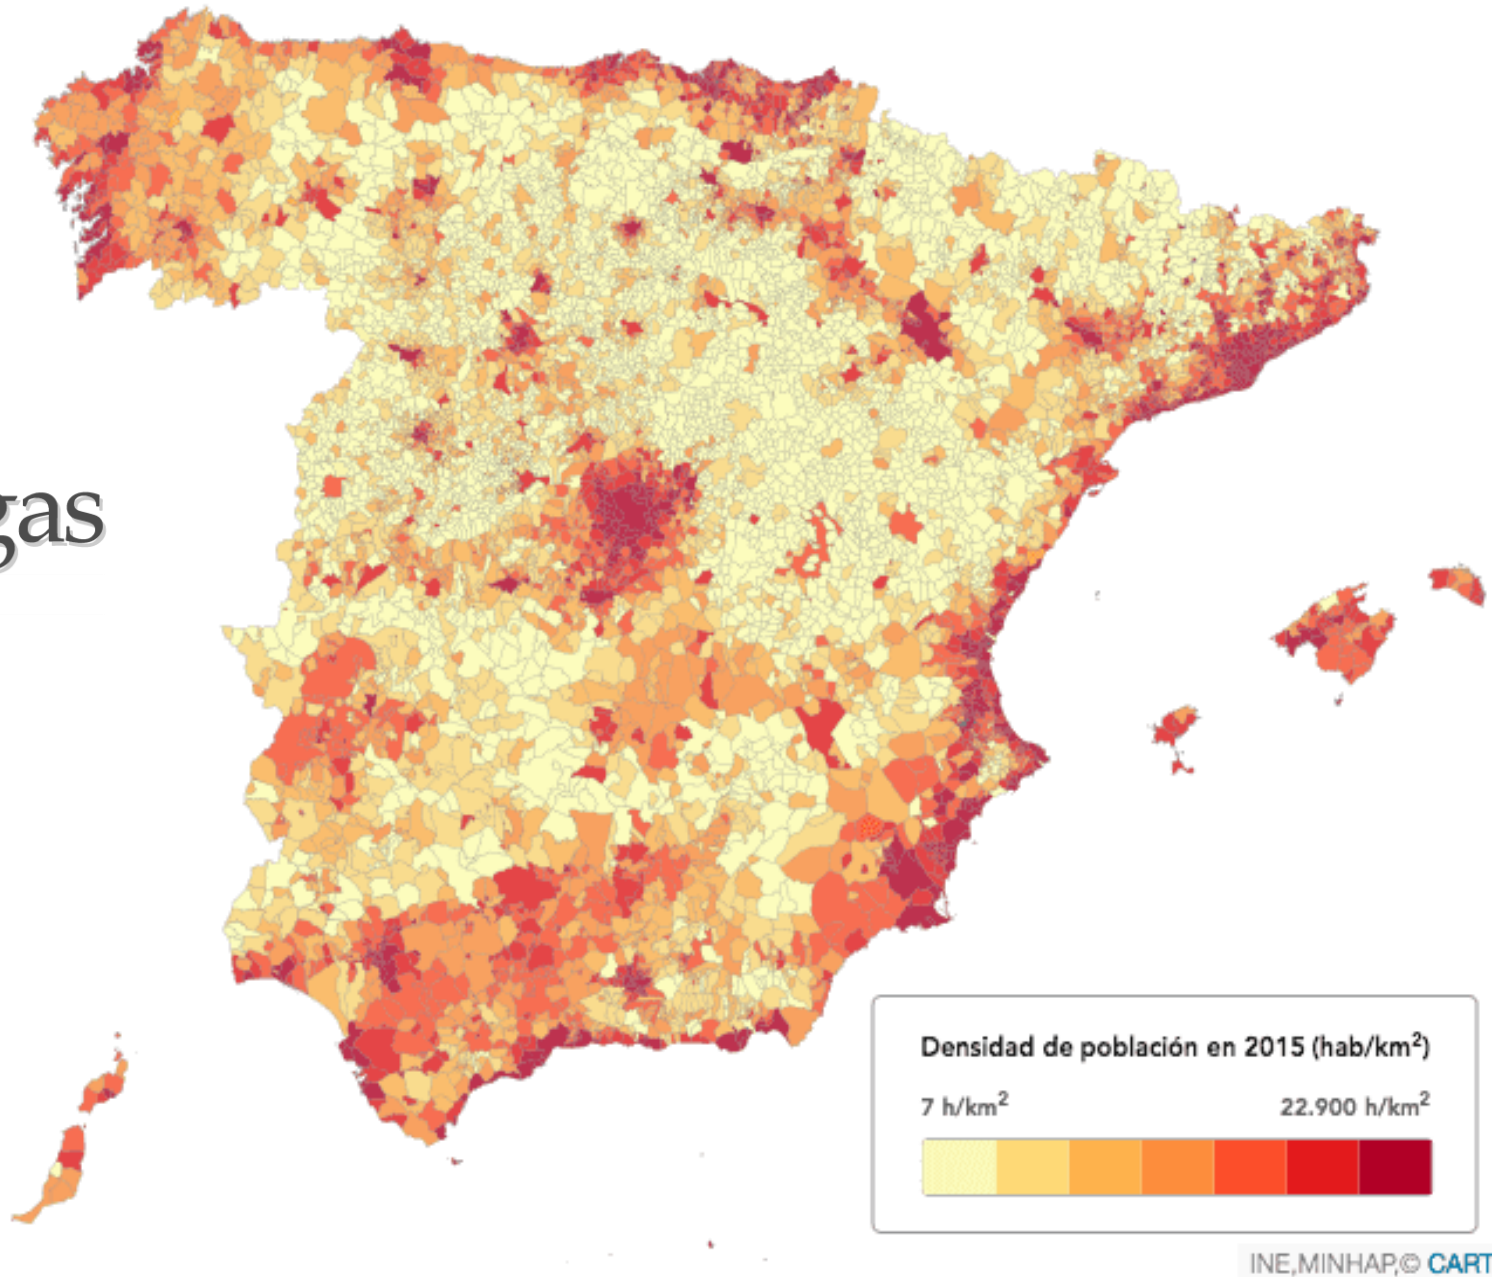 gas
Densidad de población en 2015 (hab/km²)
7 h/km² 22.900 h/km²
INE,MINHAP,© CART